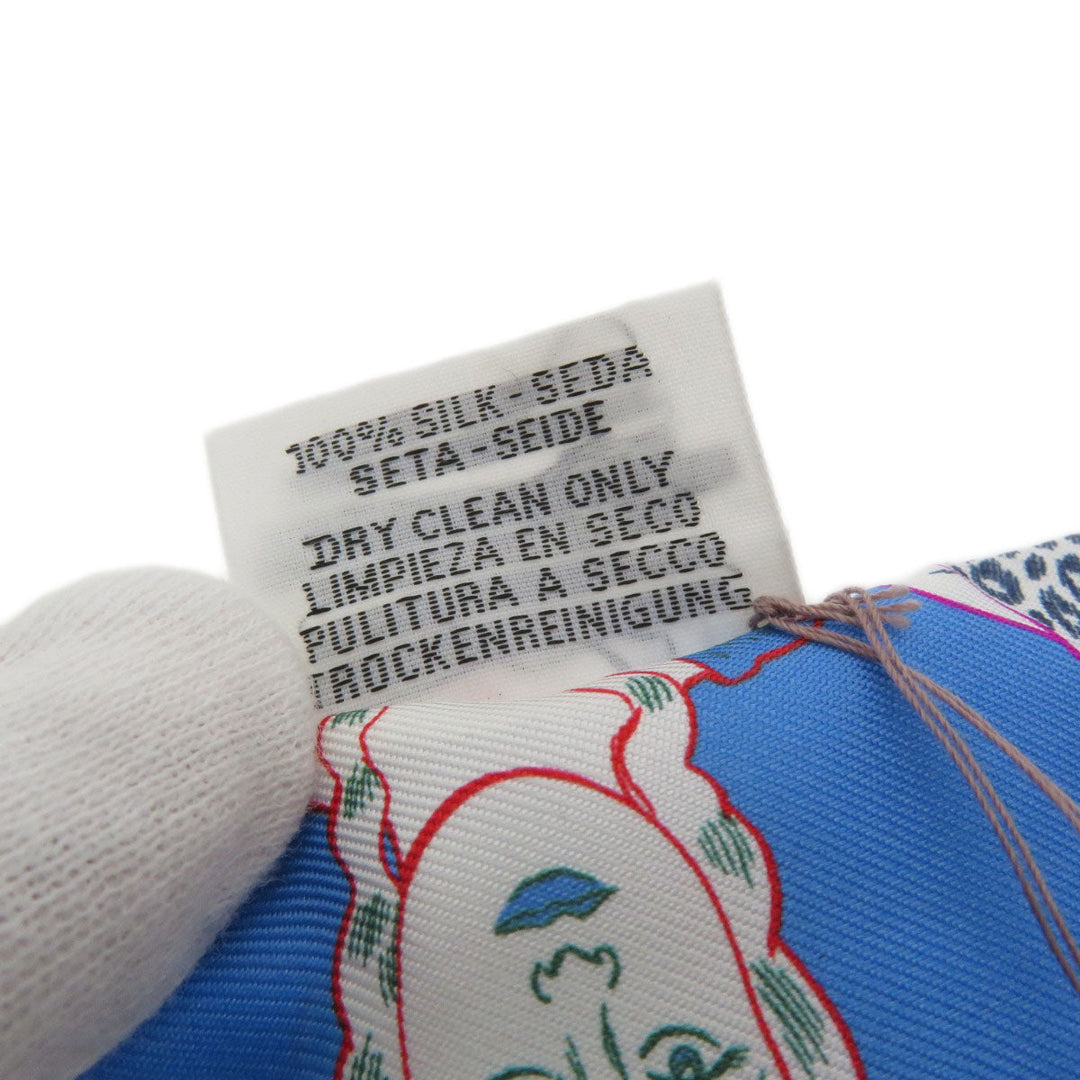 100% SILK-SEDA
SETA-SEIDE
DRY CLEAN ONLY
LIMPIEZA EN SECO
PULITURA A SECCO
TROCKENREINIGUNG